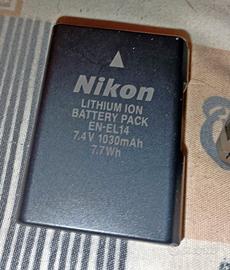 Nikon
LITHIUM ION
BATTERY PACK
EN-EL14
7.4V 1030mAh
7.7Wh